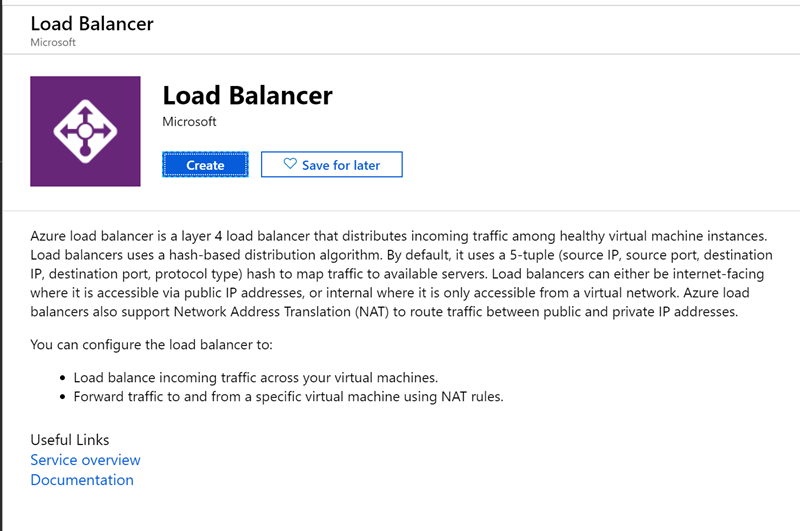 Load Balancer
Microsoft
Load Balancer
Microsoft
Create
Save for later
Azure load balancer is a layer 4 load balancer that distributes incoming traffic among healthy virtual machine instances.
Load balancers uses a hash-based distribution algorithm. By default, it uses a 5-tuple (source IP, source port, destination
IP, destination port, protocol type) hash to map traffic to available servers. Load balancers can either be internet-facing
where it is accessible via public IP addresses, or internal where it is only accessible from a virtual network. Azure load
balancers also support Network Address Translation (NAT) to route traffic between public and private IP addresses.
You can configure the load balancer to:
• Load balance incoming traffic across your virtual machines.
• Forward traffic to and from a specific virtual machine using NAT rules.
Useful Links
Service overview
Documentation